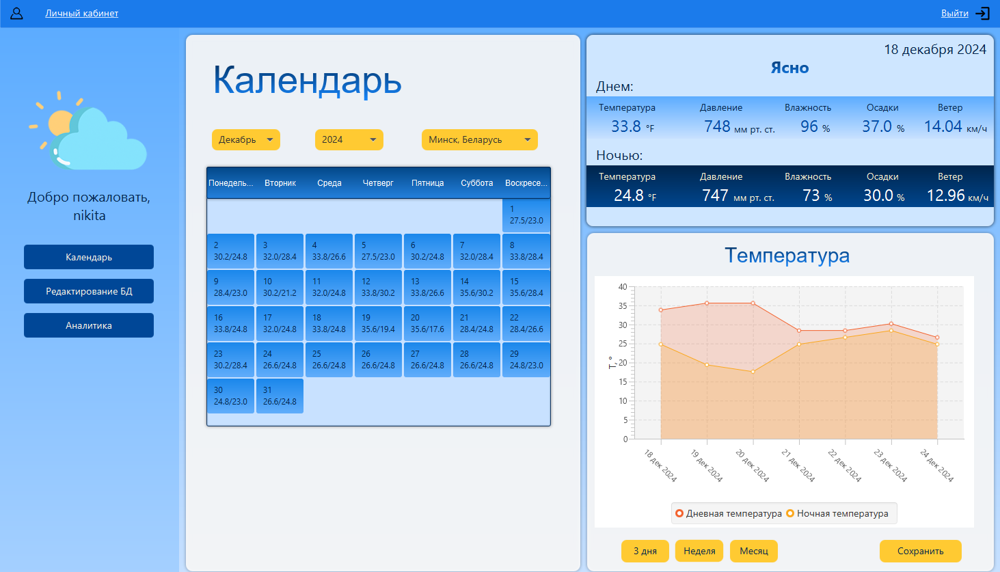 Личный кабинет
Выйти
Добро пожаловать,
nikita
Календарь
Редактирование БД
Аналитика
Календарь
Декабрь
2024
Минск, Беларусь
Понедель... Вторник Среда Четверг Пятница Суббота Воскресе...
1
27.5/23.0
2 3 4 5 6 7 8
30.2/24.8 32.0/28.4 33.8/26.6 27.5/23.0 30.2/24.8 32.0/28.4 33.8/28.4
9 10 11 12 13 14 15
28.4/23.0 30.2/21.2 32.0/24.8 33.8/30.2 33.8/26.6 35.6/30.2 35.6/28.4
16 17 18 19 20 21 22
33.8/24.8 32.0/24.8 33.8/24.8 35.6/19.4 35.6/17.6 28.4/24.8 28.4/26.6
23 24 25 26 27 28 29
30.2/28.4 26.6/24.8 26.6/24.8 26.6/24.8 26.6/24.8 26.6/24.8 24.8/23.0
30 31
24.8/23.0 26.6/24.8
18 декабря 2024
Ясно
Днем:
Температура Давление Влажность Осадки Ветер
33.8 °F 748 мм рт. ст. 96 % 37.0 % 14.04 км/ч
Ночью:
Температура Давление Влажность Осадки Ветер
24.8 °F 747 мм рт. ст. 73 % 30.0 % 12.96 км/ч
Температура
T, °
40
35
30
25
20
15
10
5
0
18 дек 2024 19 дек 2024 20 дек 2024 21 дек 2024 22 дек 2024 23 дек 2024 24 дек 2024
Дневная температура Ночная температура
3 дня Неделя Месяц Сохранить